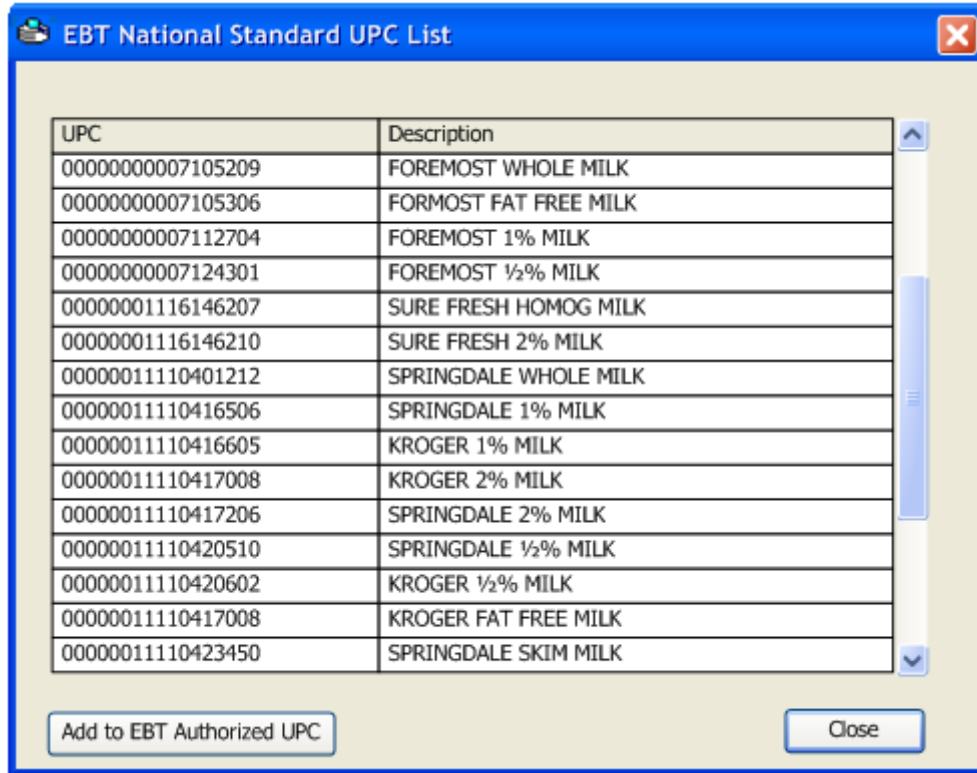 EBT National Standard UPC List
UPC Description
00000000007105209 FOREMOST WHOLE MILK
00000000007105306 FORMOST FAT FREE MILK
00000000007112704 FOREMOST 1% MILK
00000000007124301 FOREMOST ½% MILK
00000001116146207 SURE FRESH HOMOG MILK
00000001116146210 SURE FRESH 2% MILK
00000011110401212 SPRINGDALE WHOLE MILK
00000011110416506 SPRINGDALE 1% MILK
00000011110416605 KROGER 1% MILK
00000011110417008 KROGER 2% MILK
00000011110417206 SPRINGDALE 2% MILK
00000011110420510 SPRINGDALE ½% MILK
00000011110420602 KROGER ½% MILK
00000011110417008 KROGER FAT FREE MILK
00000011110423450 SPRINGDALE SKIM MILK
Add to EBT Authorized UPC Close